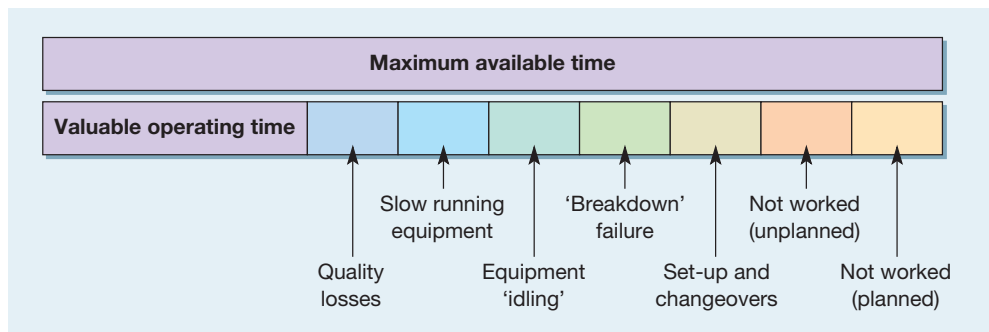 Maximum available time
Valuable operating time
Slow running
equipment
‘Breakdown’
failure
Not worked
(unplanned)
Quality
losses
Equipment
‘idling’
Set-up and
changeovers
Not worked
(planned)